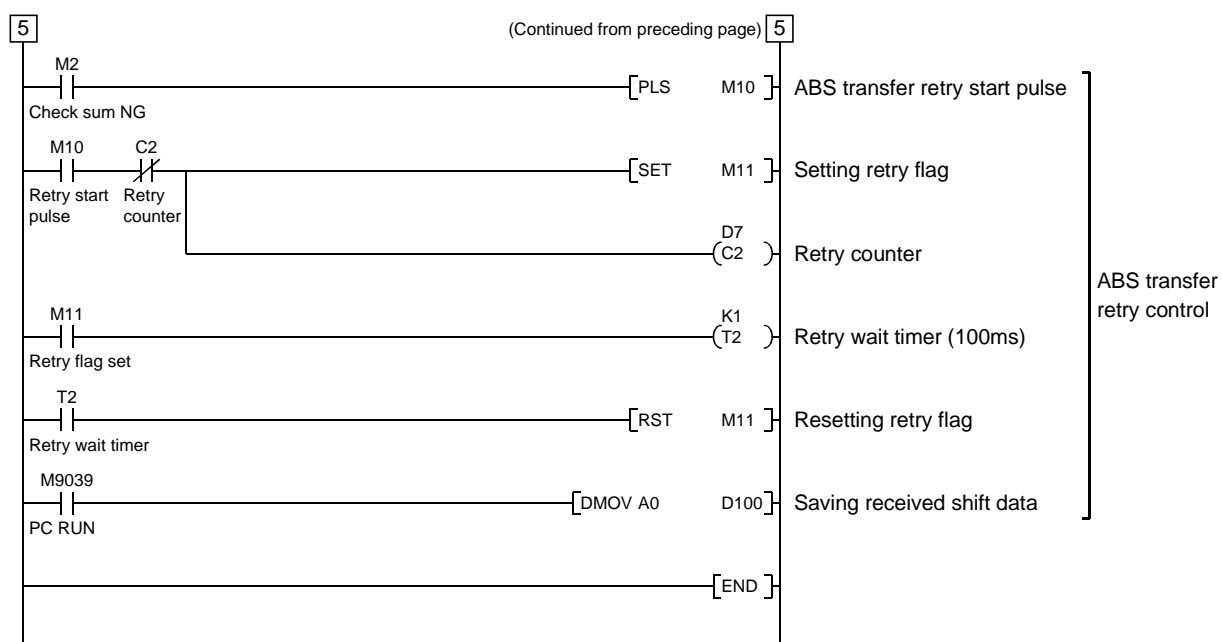 5 (Continued from preceding page) 5
M2
PLS M10 ABS transfer retry start pulse
Check sum NG
M10 C2
SET M11 Setting retry flag
Retry start Retry
pulse counter
D7
C2 Retry counter
ABS transfer
retry control
M11 K1
T2 Retry wait timer (100ms)
Retry flag set
T2
RST M11 Resetting retry flag
Retry wait timer
M9039
DMOV A0 D100 Saving received shift data
PC RUN
END